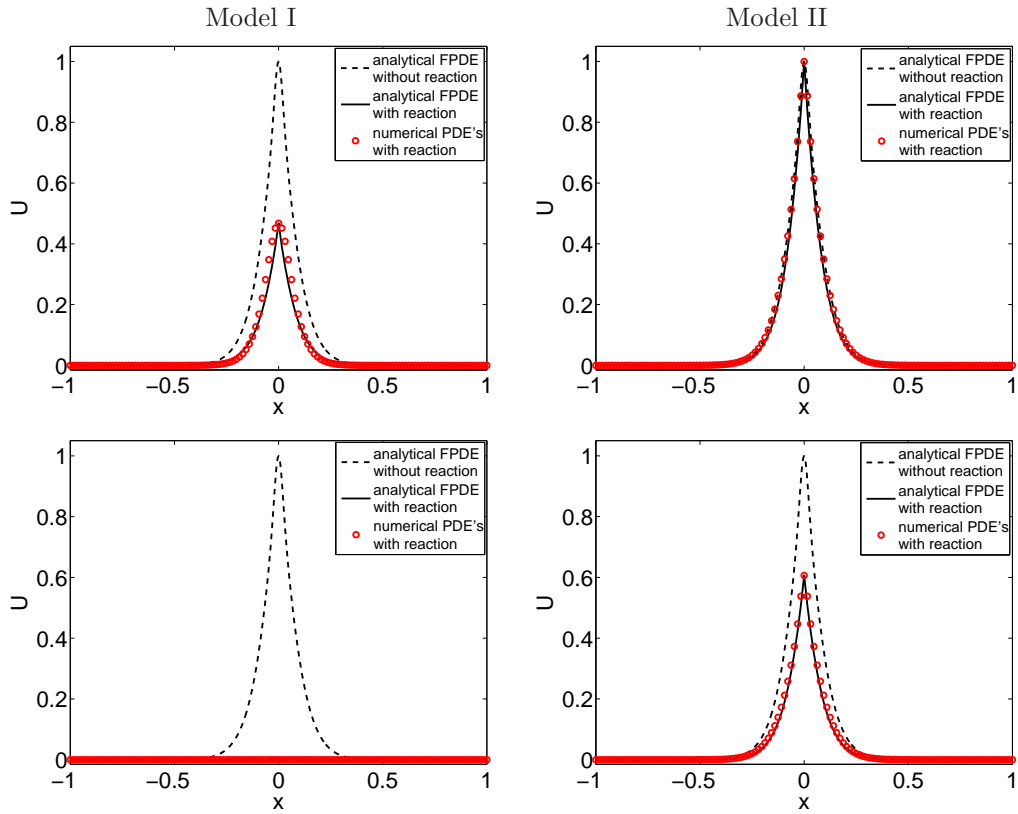 Model I
Model II
1
0.8
0.6
0.4
0.2
0
U
−1
−0.5
0
0.5
1
x
analytical FPDE
without reaction
analytical FPDE
with reaction
numerical PDE's
with reaction
1
0.8
0.6
0.4
0.2
0
U
−1
−0.5
0
0.5
1
x
analytical FPDE
without reaction
analytical FPDE
with reaction
numerical PDE's
with reaction
1
0.8
0.6
0.4
0.2
0
U
−1
−0.5
0
0.5
1
x
analytical FPDE
without reaction
analytical FPDE
with reaction
numerical PDE's
with reaction
1
0.8
0.6
0.4
0.2
0
U
−1
−0.5
0
0.5
1
x
analytical FPDE
without reaction
analytical FPDE
with reaction
numerical PDE's
with reaction